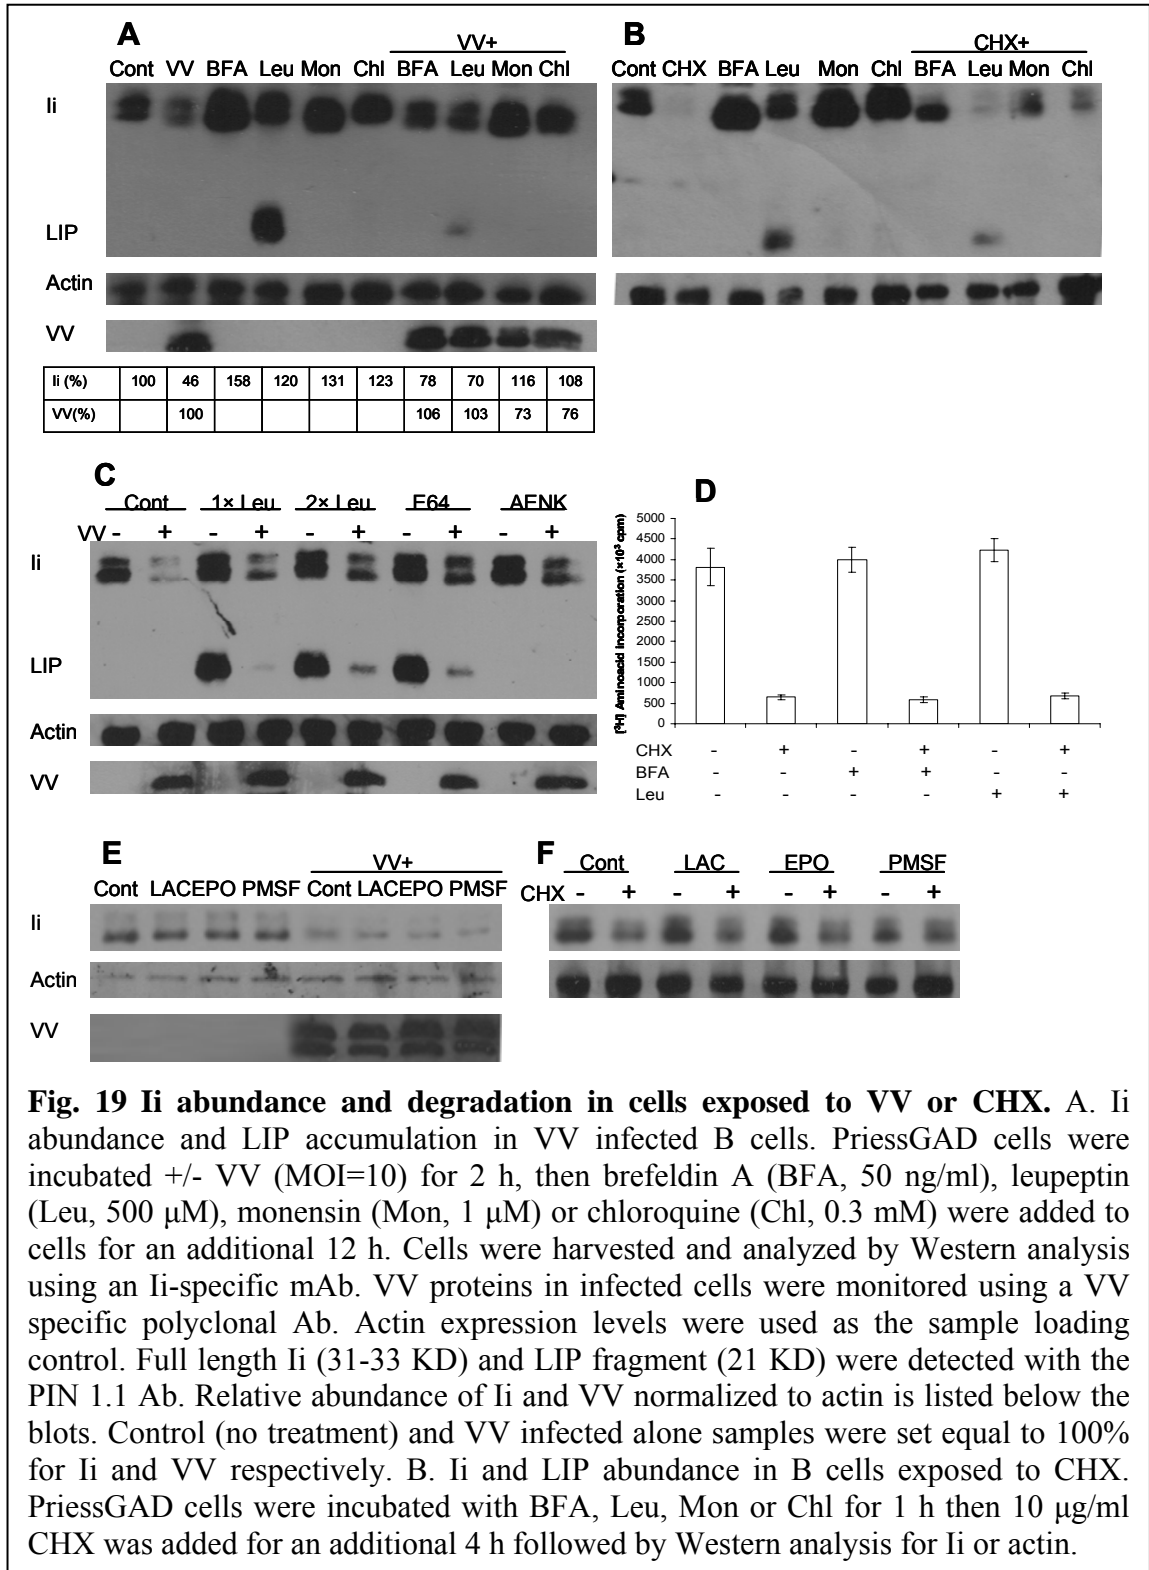 A
VV+
Cont VV BFA Leu Mon Chl BFA Leu Mon Chl
Ii
LIP
Actin
VV
Ii (%) 100 46 158 120 131 123 78 70 116 108
VV(%) 100 106 103 73 76
B
CHX+
Cont CHX BFA Leu Mon Chl BFA Leu Mon Chl
C
Cont 1× Leu 2× Leu E64 AENK
VV - + - + - + - + - +
Ii
LIP
Actin
VV
D
[³H] Aminoacid incorporation (×10³ cpm)
5000
4500
4000
3500
3000
2500
2000
1500
1000
500
0
CHX - + - + - +
BFA - - + + - -
Leu - - - - + +
E
VV+
Cont LAC EPO PMSF Cont LAC EPO PMSF
Ii
Actin
VV
F
Cont LAC EPO PMSF
CHX - + - + - + - +
Fig. 19 Ii abundance and degradation in cells exposed to VV or CHX. A. Ii
abundance and LIP accumulation in VV infected B cells. PriessGAD cells were
incubated +/- VV (MOI=10) for 2 h, then brefeldin A (BFA, 50 ng/ml), leupeptin
(Leu, 500 μM), monensin (Mon, 1 μM) or chloroquine (Chl, 0.3 mM) were added to
cells for an additional 12 h. Cells were harvested and analyzed by Western analysis
using an Ii-specific mAb. VV proteins in infected cells were monitored using a VV
specific polyclonal Ab. Actin expression levels were used as the sample loading
control. Full length Ii (31-33 KD) and LIP fragment (21 KD) were detected with the
PIN 1.1 Ab. Relative abundance of Ii and VV normalized to actin is listed below the
blots. Control (no treatment) and VV infected alone samples were set equal to 100%
for Ii and VV respectively. B. Ii and LIP abundance in B cells exposed to CHX.
PriessGAD cells were incubated with BFA, Leu, Mon or Chl for 1 h then 10 μg/ml
CHX was added for an additional 4 h followed by Western analysis for Ii or actin.